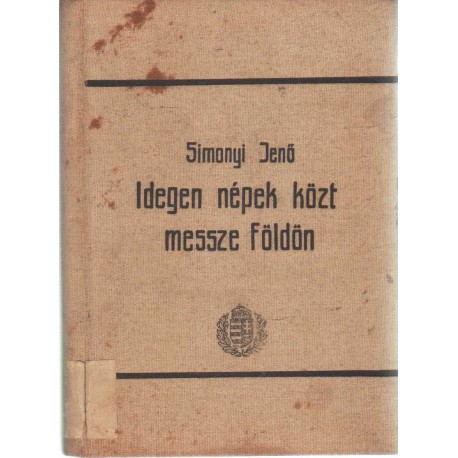 Simonyi Jenő
Idegen népek közt
messze Földön